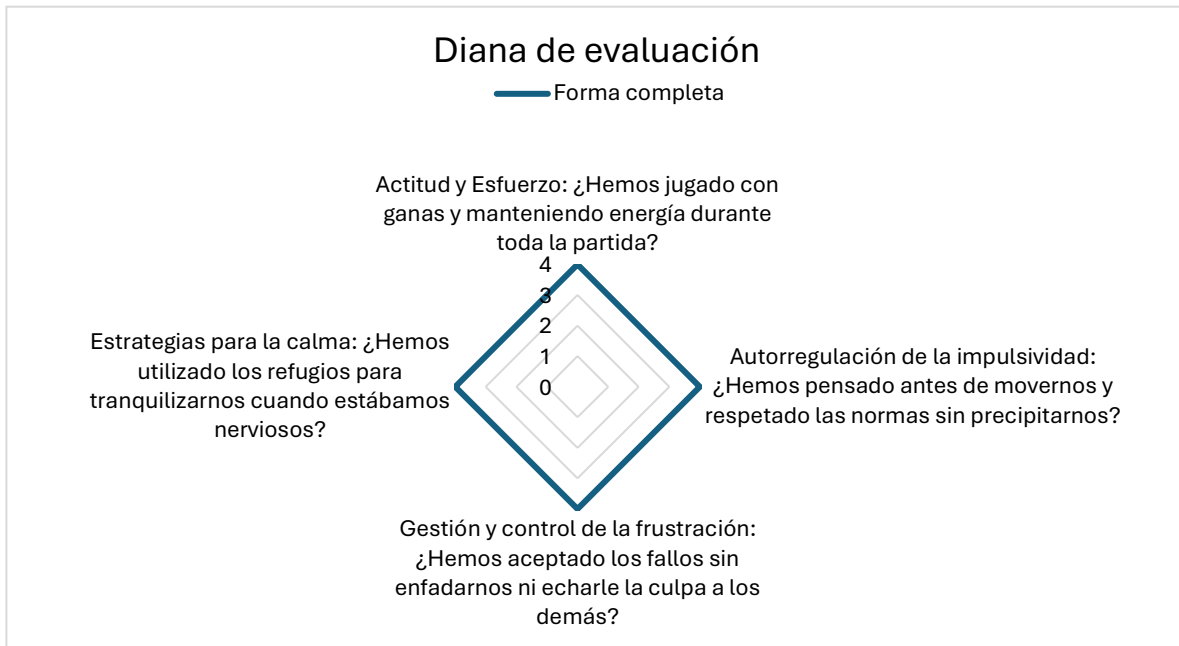 Diana de evaluación
Forma completa
Actitud y Esfuerzo: ¿Hemos jugado con
ganas y manteniendo energía durante
toda la partida?
4
3
2
1
0
Estrategias para la calma: ¿Hemos
utilizado los refugios para
tranquilizarnos cuando estábamos
nerviosos?
Autorregulación de la impulsividad:
¿Hemos pensado antes de movernos y
respetado las normas sin precipitarnos?
Gestión y control de la frustración:
¿Hemos aceptado los fallos sin
enfadarnos ni echarle la culpa a los
demás?